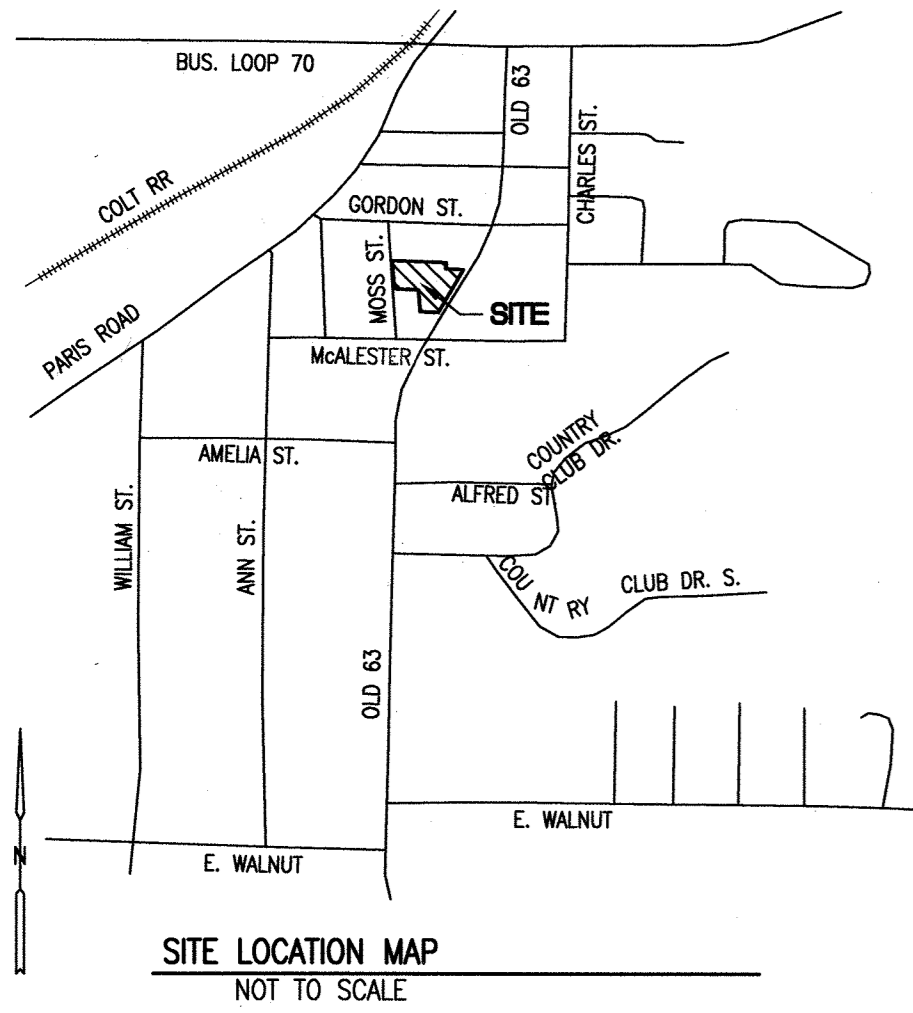 BUS. LOOP 70
OLD 63
CHARLES ST.
COLT RR
GORDON ST.
MOSS ST.
SITE
PARIS ROAD
McALESTER ST.
COUNTRY
CLUB DR.
AMELIA ST.
ALFRED ST
WILLIAM ST.
ANN ST.
COU NT RY CLUB DR. S.
OLD 63
E. WALNUT
E. WALNUT
N
SITE LOCATION MAP
NOT TO SCALE